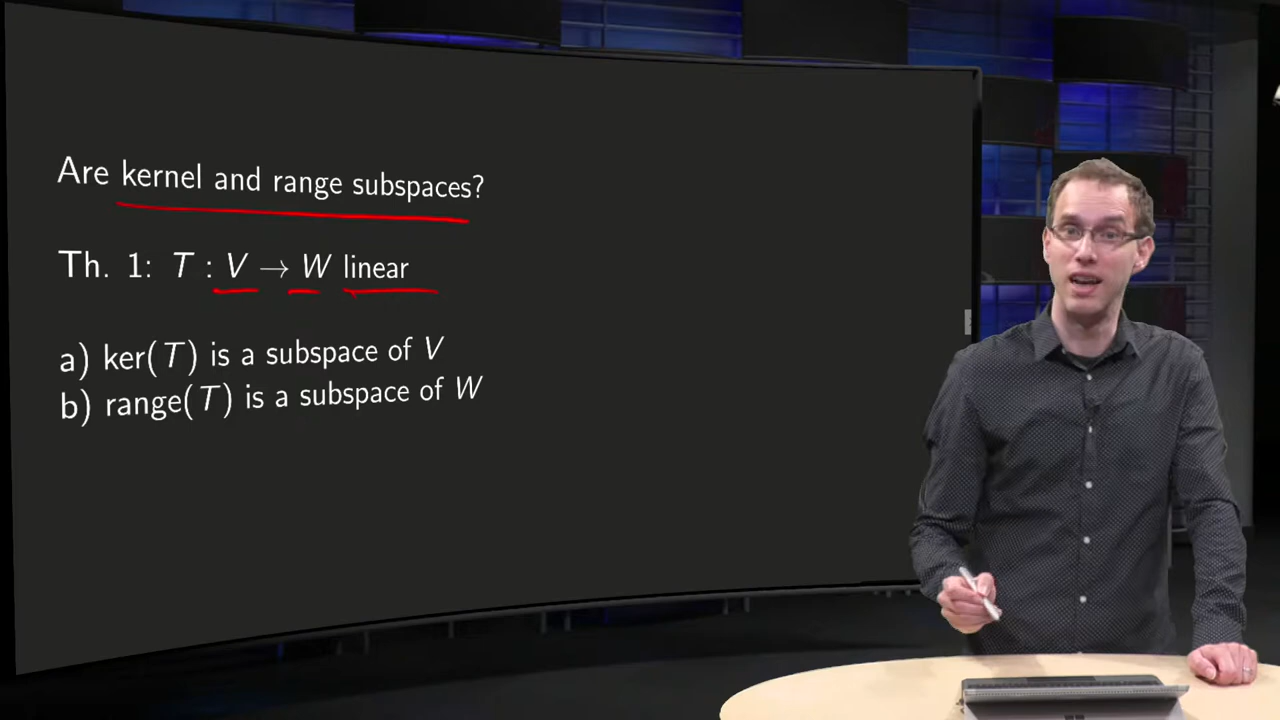 Are kernel and range subspaces?
Th. 1: T : V → W linear
a) ker(T) is a subspace of V
b) range(T) is a subspace of W